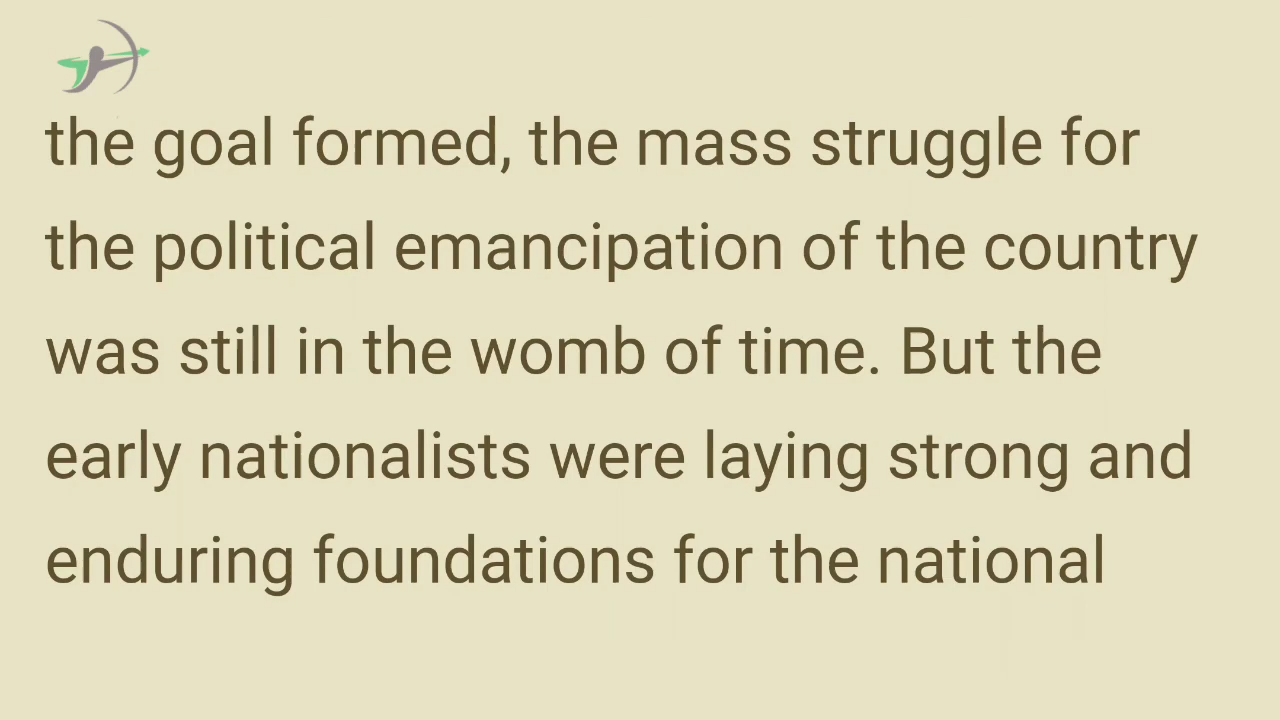 the goal formed, the mass struggle for
the political emancipation of the country
was still in the womb of time. But the
early nationalists were laying strong and
enduring foundations for the national